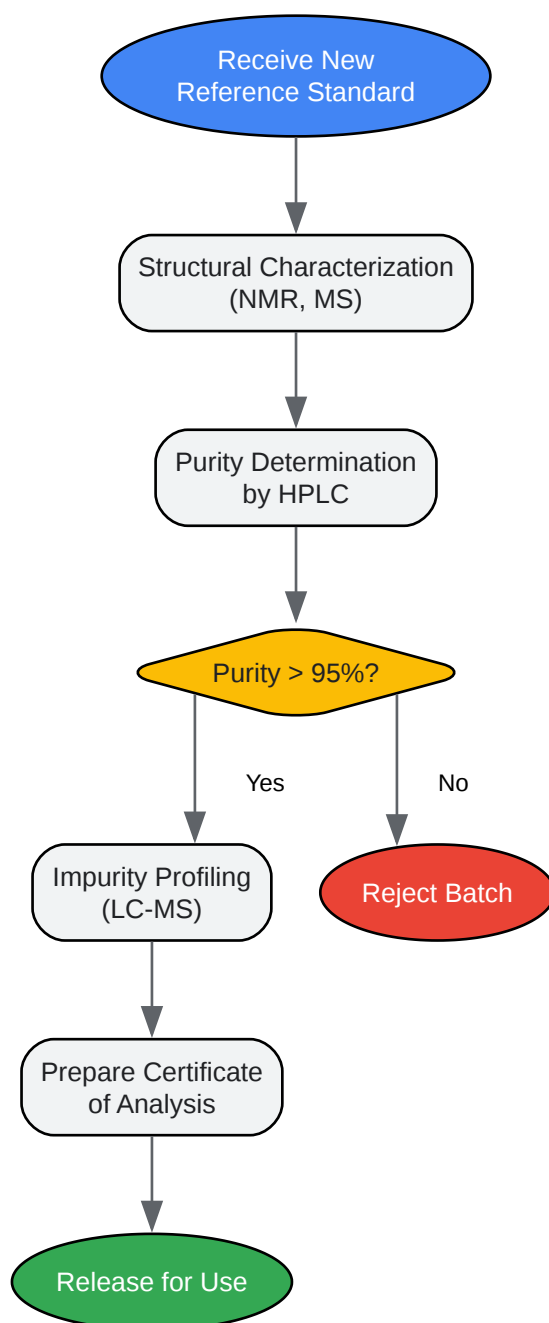 Receive New
Reference Standard
Structural Characterization
(NMR, MS)
Purity Determination
by HPLC
Purity > 95%?
Yes
No
Impurity Profiling
(LC-MS)
Reject Batch
Prepare Certificate
of Analysis
Release for Use